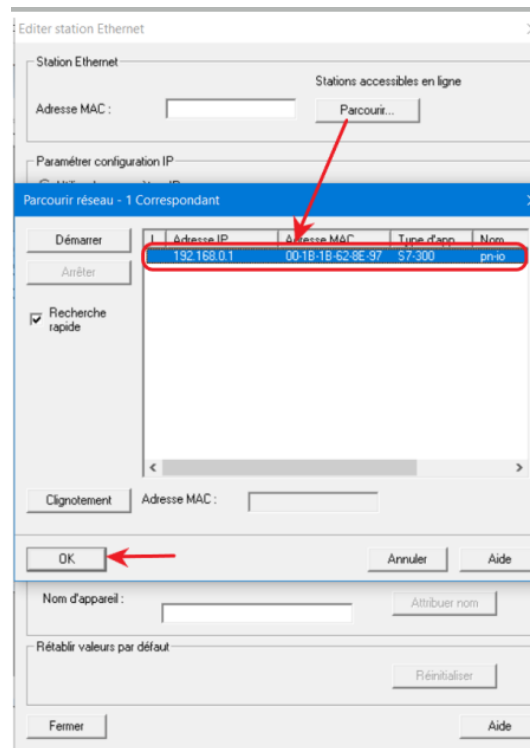 Editer station Ethernet
Station Ethernet
Stations accessibles en ligne
Adresse MAC :
Parcourir...
Paramétrer configuration IP
Parcourir réseau - 1 Correspondant
Démarrer
Arrêter
Recherche
rapide
Adresse IP Adresse MAC Type d'app Nom
192.168.0.1 00-1B-1B-62-8E-97 S7-300 pn-io
Clignotement Adresse MAC :
OK Annuler Aide
Nom d'appareil :
Attribuer nom
Rétablir valeurs par défaut
Réinitialiser
Fermer Aide